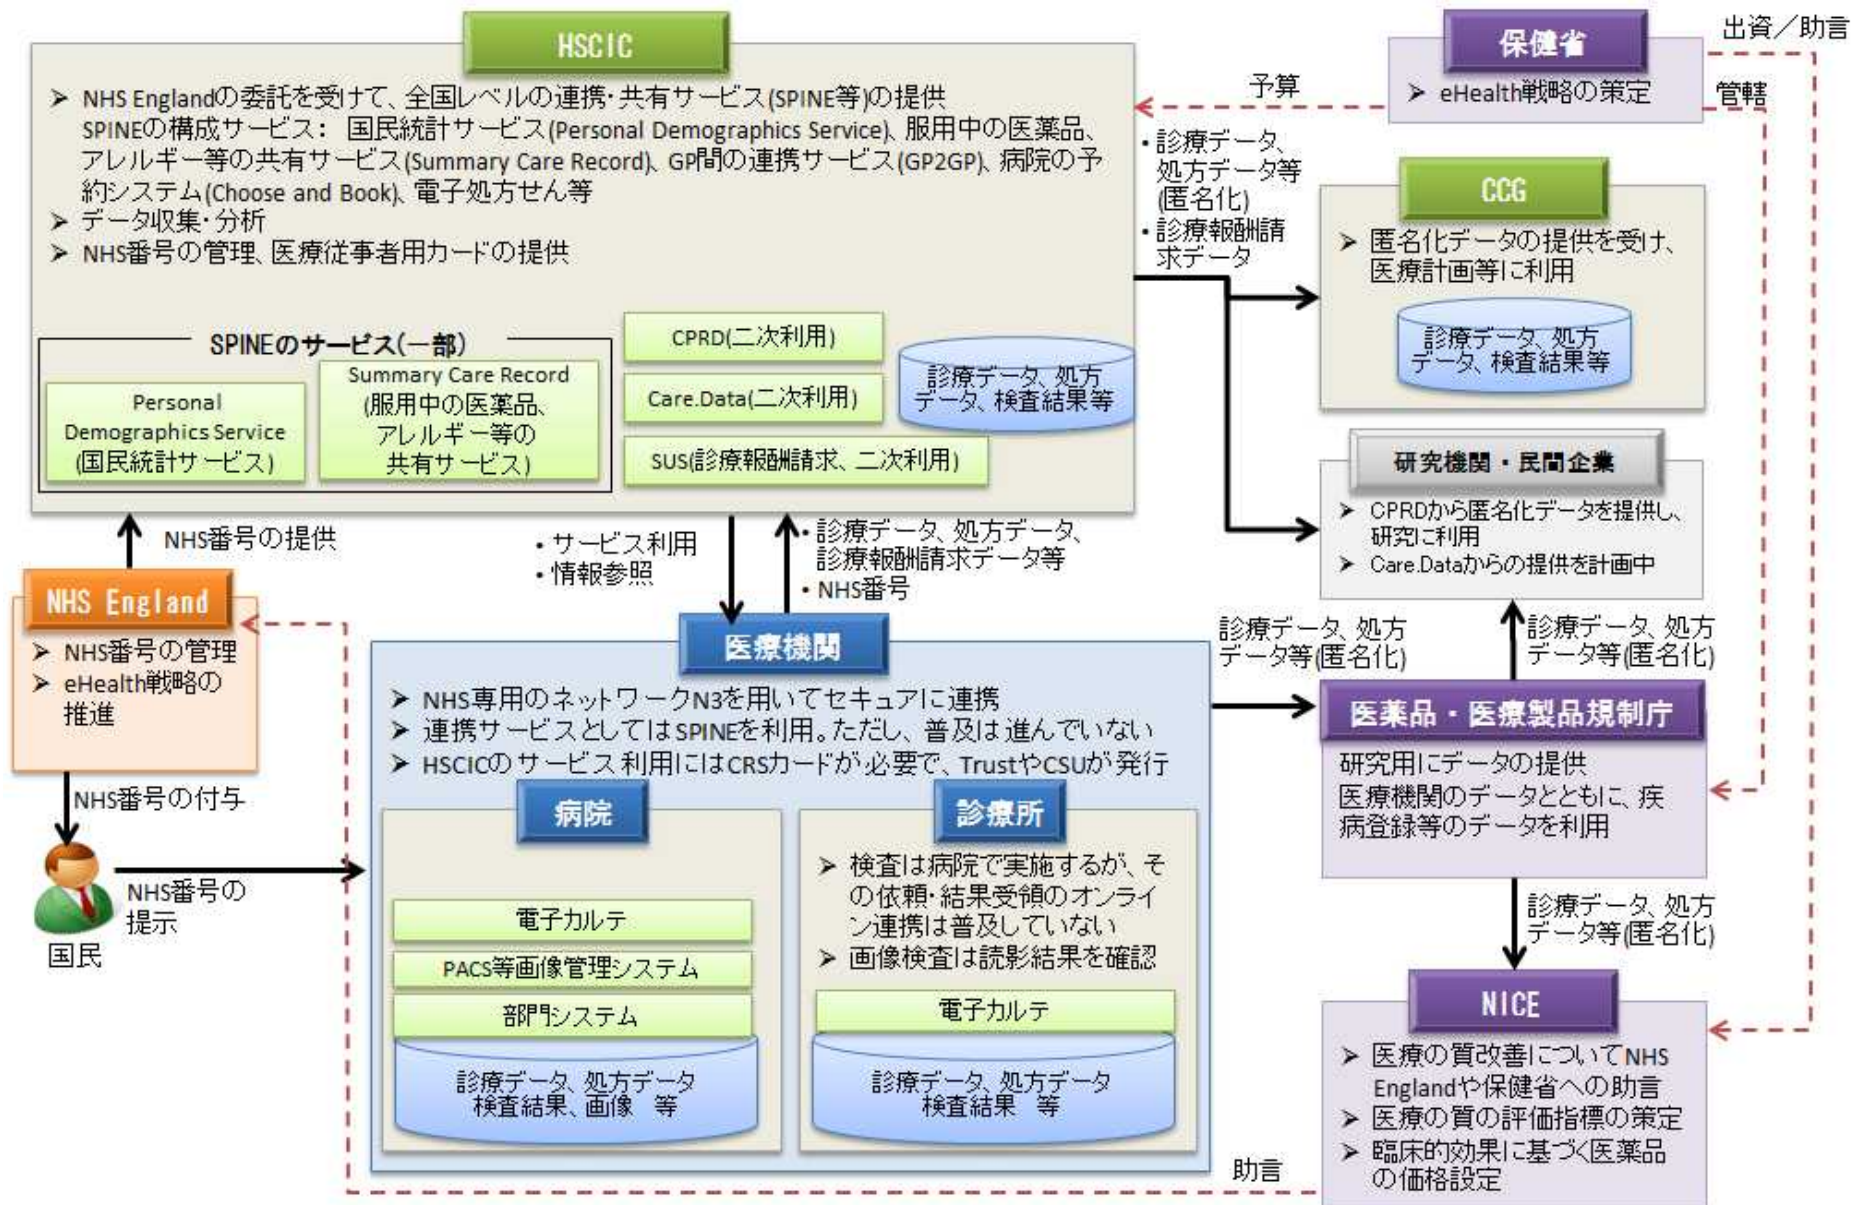 HSCIC
➤ NHS Englandの委託を受けて、全国レベルの連携・共有サービス(SPINE等)の提供
SPINEの構成サービス： 国民統計サービス(Personal Demographics Service)、服用中の医薬品、
アレルギー等の共有サービス(Summary Care Record)、GP間の連携サービス(GP2GP)、病院の予
約システム(Choose and Book)、電子処方せん等
➤ データ収集・分析
➤ NHS番号の管理、医療従事者用カードの提供
SPINEのサービス(一部)
Personal
Demographics Service
(国民統計サービス)
Summary Care Record
(服用中の医薬品、
アレルギー等の
共有サービス)
CPRD(二次利用)
Care.Data(二次利用)
SUS(診療報酬請求、二次利用)
診療データ、処方
データ、検査結果等
保健省
➤ eHealth戦略の策定
出資／助言
管轄
予算
・診療データ、
処方データ等
(匿名化)
・診療報酬請
求データ
CCG
➤ 匿名化データの提供を受け、
医療計画等に利用
診療データ、処方
データ、検査結果等
研究機関・民間企業
➤ CPRDから匿名化データを提供し、
研究に利用
➤ Care.Dataからの提供を計画中
NHS番号の提供
・サービス利用
・情報参照
・診療データ、処方データ、
診療報酬請求データ等
・NHS番号
NHS England
➤ NHS番号の管理
➤ eHealth戦略の
推進
NHS番号の付与
国民
NHS番号の
提示
医療機関
➤ NHS専用のネットワークN3を用いてセキュアに連携
➤ 連携サービスとしてはSPINEを利用。ただし、普及は進んでいない
➤ HSCICのサービス利用にはCRSカードが必要で、TrustやCSUが発行
病院
電子カルテ
PACS等画像管理システム
部門システム
診療データ、処方データ
検査結果、画像 等
診療所
➤ 検査は病院で実施するが、そ
の依頼・結果受領のオンライ
ン連携は普及していない
➤ 画像検査は読影結果を確認
電子カルテ
診療データ、処方データ
検査結果 等
診療データ、処方
データ等(匿名化)
診療データ、処方
データ等(匿名化)
医薬品・医療製品規制庁
研究用にデータの提供
医療機関のデータとともに、疾
病登録等のデータを利用
診療データ、処方
データ等(匿名化)
NICE
➤ 医療の質改善についてNHS
Englandや保健省への助言
➤ 医療の質の評価指標の策定
➤ 臨床的効果に基づく医薬品
の価格設定
助言